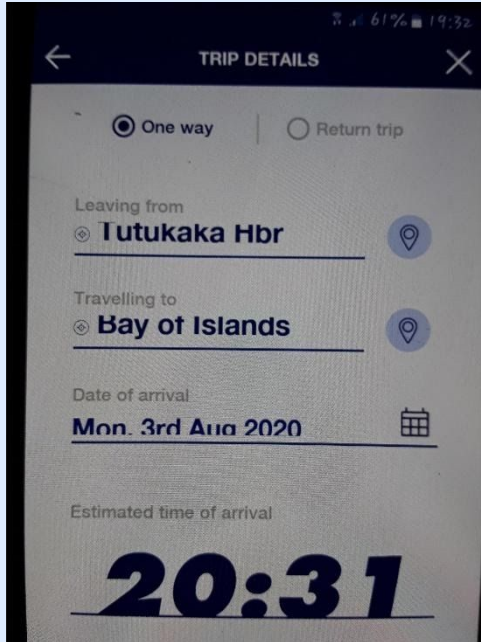 61% 19:32
TRIP DETAILS
One way Return trip
Leaving from
Tutukaka Hbr
Travelling to
Bay of Islands
Date of arrival
Mon, 3rd Aug 2020
Estimated time of arrival
20:31